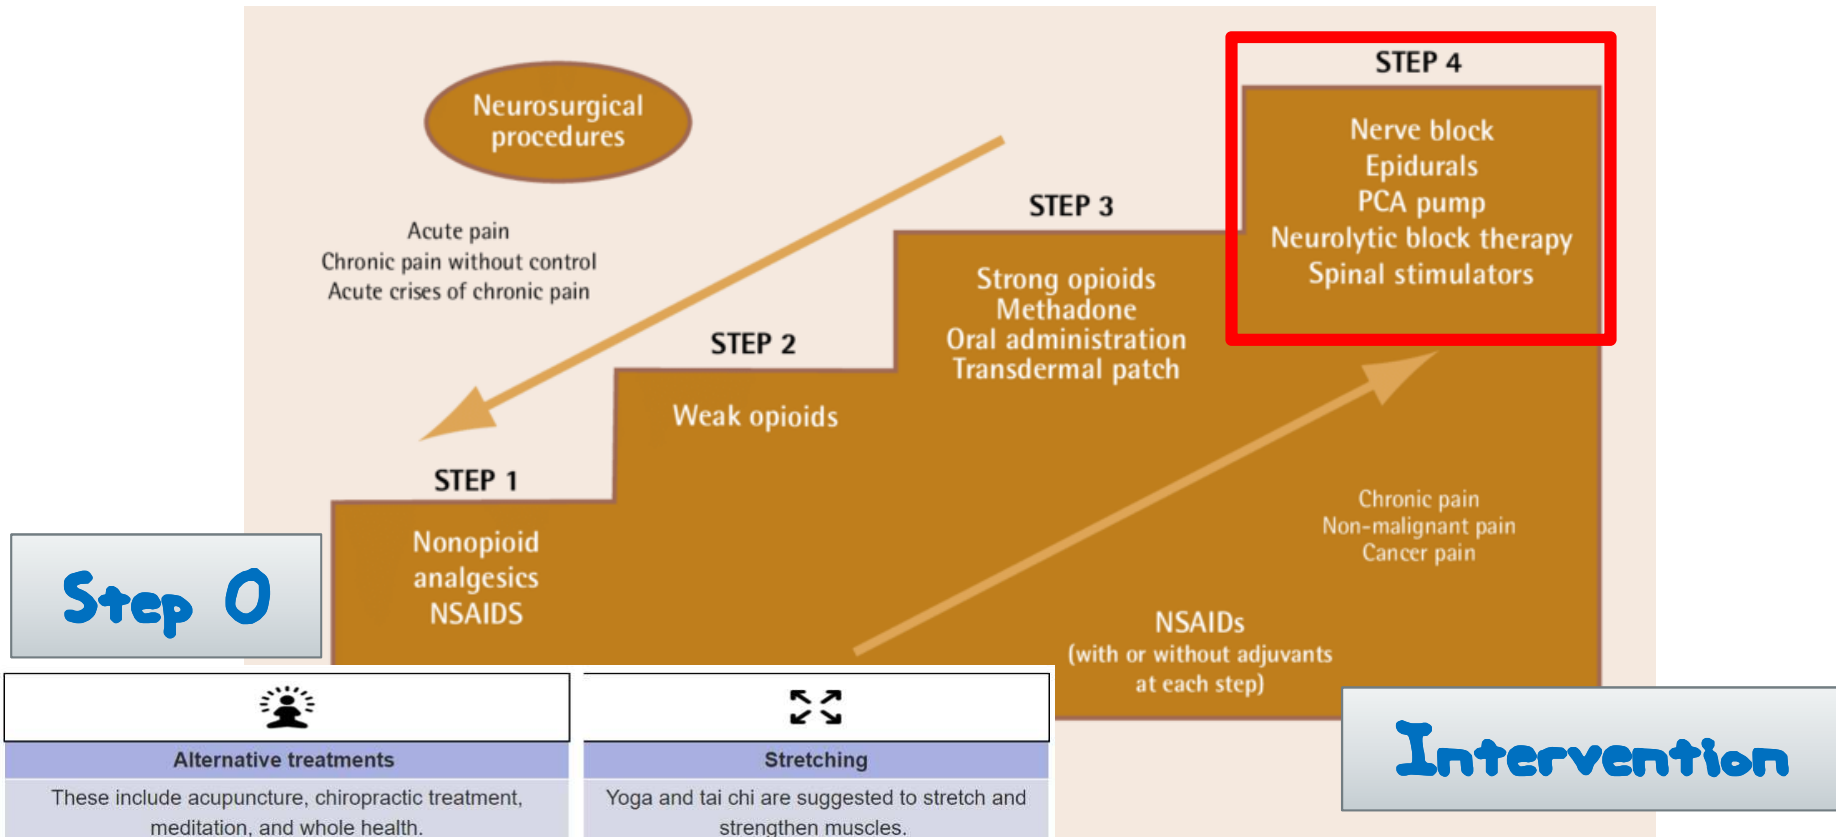 STEP 4
Nerve block
Epidurals
PCA pump
Neurolytic block therapy
Spinal stimulators
Neurosurgical
procedures
Acute pain
Chronic pain without control
Acute crises of chronic pain
STEP 3
Strong opioids
Methadone
Oral administration
Transdermal patch
STEP 2
Weak opioids
STEP 1
Nonopioid
analgesics
NSAIDS
Chronic pain
Non-malignant pain
Cancer pain
NSAIDs
(with or without adjuvants
at each step)
Step 0
Alternative treatments
These include acupuncture, chiropractic treatment,
meditation, and whole health.
Stretching
Yoga and tai chi are suggested to stretch and
strengthen muscles.
Intervention